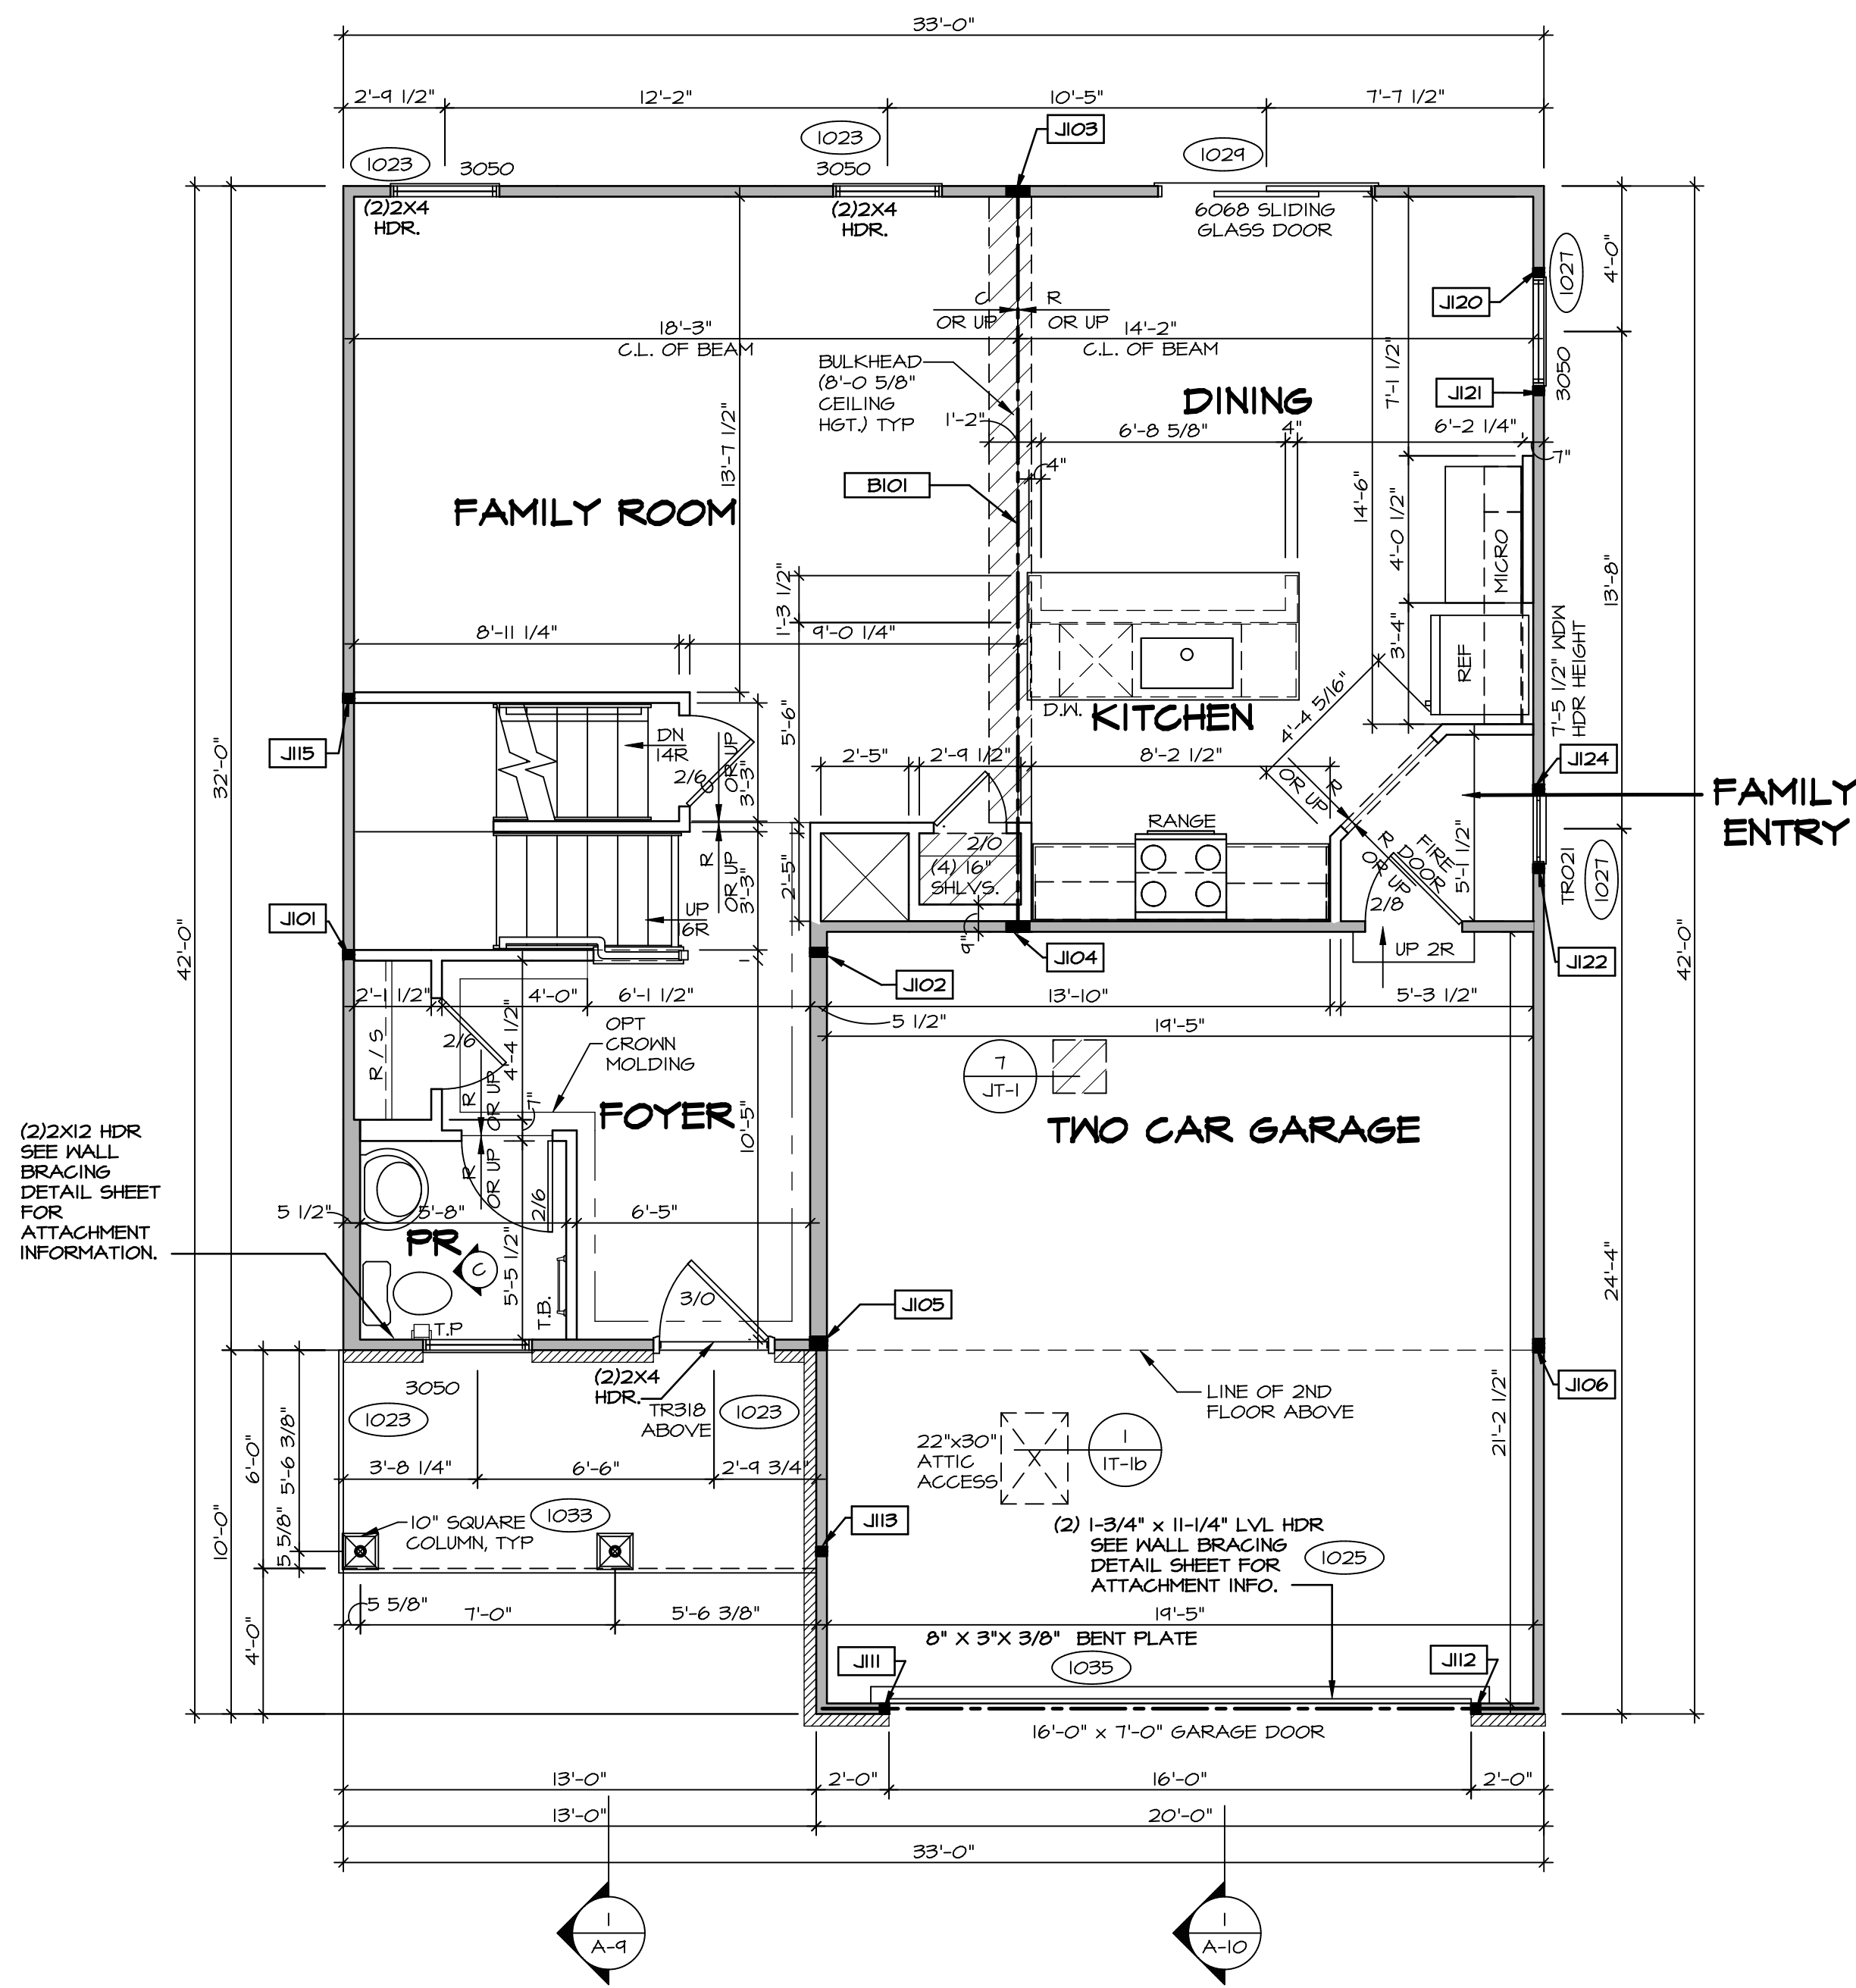 33'-0"
2'-9 1/2"
12'-2"
10'-5"
7'-7 1/2"
1023
3050
1023
3050
J103
1029
(2)2X4
HDR.
(2)2X4
HDR.
6068 SLIDING
GLASS DOOR
1027
4'-0"
J120
C
OR UP
R
OR UP
18'-3"
C.L. OF BEAM
14'-2"
C.L. OF BEAM
BULKHEAD
(8'-0 5/8"
CEILING
HGT.) TYP
1'-2"
DINING
7'-1 1/2"
J121
3050
6'-8 5/8"
4"
6'-2 1/4"
7"
13'-7 1/2"
4"
B101
FAMILY ROOM
14'-6"
4'-0 1/2"
MICRO
13'-8"
1'-3 1/2"
8'-11 1/4"
9'-0 1/4"
3'-4"
REF
7'-5 1/2" WDW
HDR HEIGHT
D.W.
KITCHEN
4'-4 5/16"
J115
DN
14R
2/6
C
OR UP
3'-3"
5'-6"
2'-5"
2'-9 1/2"
8'-2 1/2"
R
OR UP
J124
FAMILY
ENTRY
32'-0"
42'-0"
RANGE
2/0
(4) 16"
SHLVS.
2'-5"
R
OR UP
3'-3"
R
OR UP
FIRE
DOOR
5'-1 1/2"
TR021
1027
2/8
J101
UP
6R
9"
J104
UP 2R
J122
42'-0"
J102
2'-1 1/2"
4'-0"
6'-1 1/2"
13'-10"
5'-3 1/2"
5 1/2"
19'-5"
R / S
2/6
4'-4 1/2"
OPT
CROWN
MOLDING
7
JT-1
R
OR UP
7"
FOYER
10'-5"
TWO CAR GARAGE
(2)2X12 HDR
SEE WALL
BRACING
DETAIL SHEET
FOR
ATTACHMENT
INFORMATION.
R
OR UP
2/6
5 1/2"
5'-8"
6'-5"
PR
C
5'-5 1/2"
T.B.
T.P
3/0
J105
24'-4"
3050
1023
(2)2X4
HDR.
TR318
ABOVE
1023
LINE OF 2ND
FLOOR ABOVE
J106
21'-2 1/2"
22"x30"
ATTIC
ACCESS
1
1T-1b
6'-0"
5'-6 3/8"
3'-8 1/4"
6'-6"
2'-9 3/4"
1033
10" SQUARE
COLUMN, TYP
J113
(2) 1-3/4" x 11-1/4" LVL HDR
SEE WALL BRACING
DETAIL SHEET FOR
ATTACHMENT INFO.
1025
10'-0"
5 5/8"
5 5/8"
7'-0"
5'-6 3/8"
19'-5"
4'-0"
8" X 3"X 3/8" BENT PLATE
J111
1035
J112
16'-0" x 7'-0" GARAGE DOOR
13'-0"
2'-0"
16'-0"
2'-0"
13'-0"
20'-0"
33'-0"
1
A-9
1
A-10